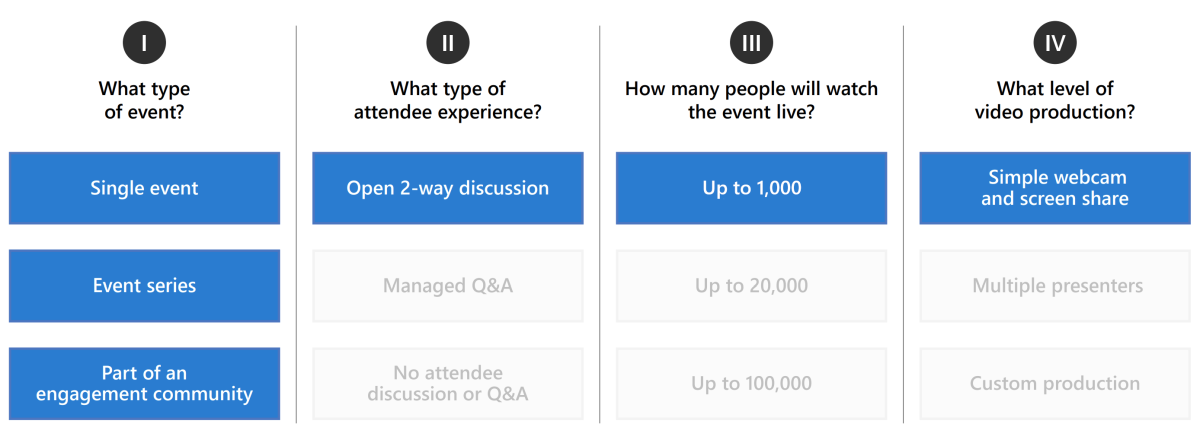 I
What type
of event?
Single event
Event series
Part of an
engagement community
II
What type of
attendee experience?
Open 2-way discussion
Managed Q&A
No attendee
discussion or Q&A
III
How many people will watch
the event live?
Up to 1,000
Up to 20,000
Up to 100,000
IV
What level of
video production?
Simple webcam
and screen share
Multiple presenters
Custom production